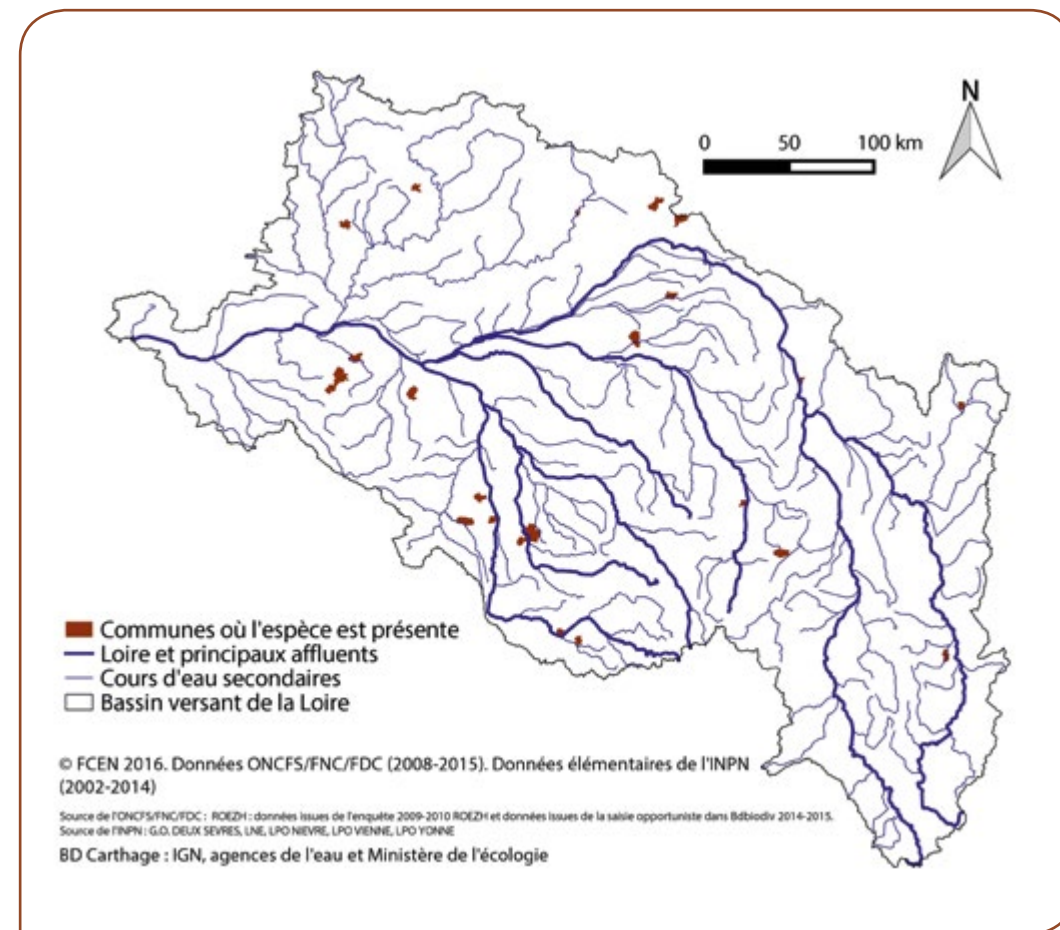 N
0 50 100 km
Communes où l'espèce est présente
Loire et principaux affluents
Cours d'eau secondaires
Bassin versant de la Loire
© FCEN 2016. Données ONCFS/FNC/FDC (2008-2015). Données élémentaires de l'INPN
(2002-2014)
Source de l'ONCFS/FNC/FDC : ROEZH : données issues de l'enquête 2009-2010 ROEZH et données issues de la saisie opportuniste dans Bdbiodiv 2014-2015.
Source de l'INPN : G.O. DEUX SEVRES, LNE, LPO NIEVRE, LPO VIENNE, LPO YONNE
BD Carthage : IGN, agences de l'eau et Ministère de l'écologie